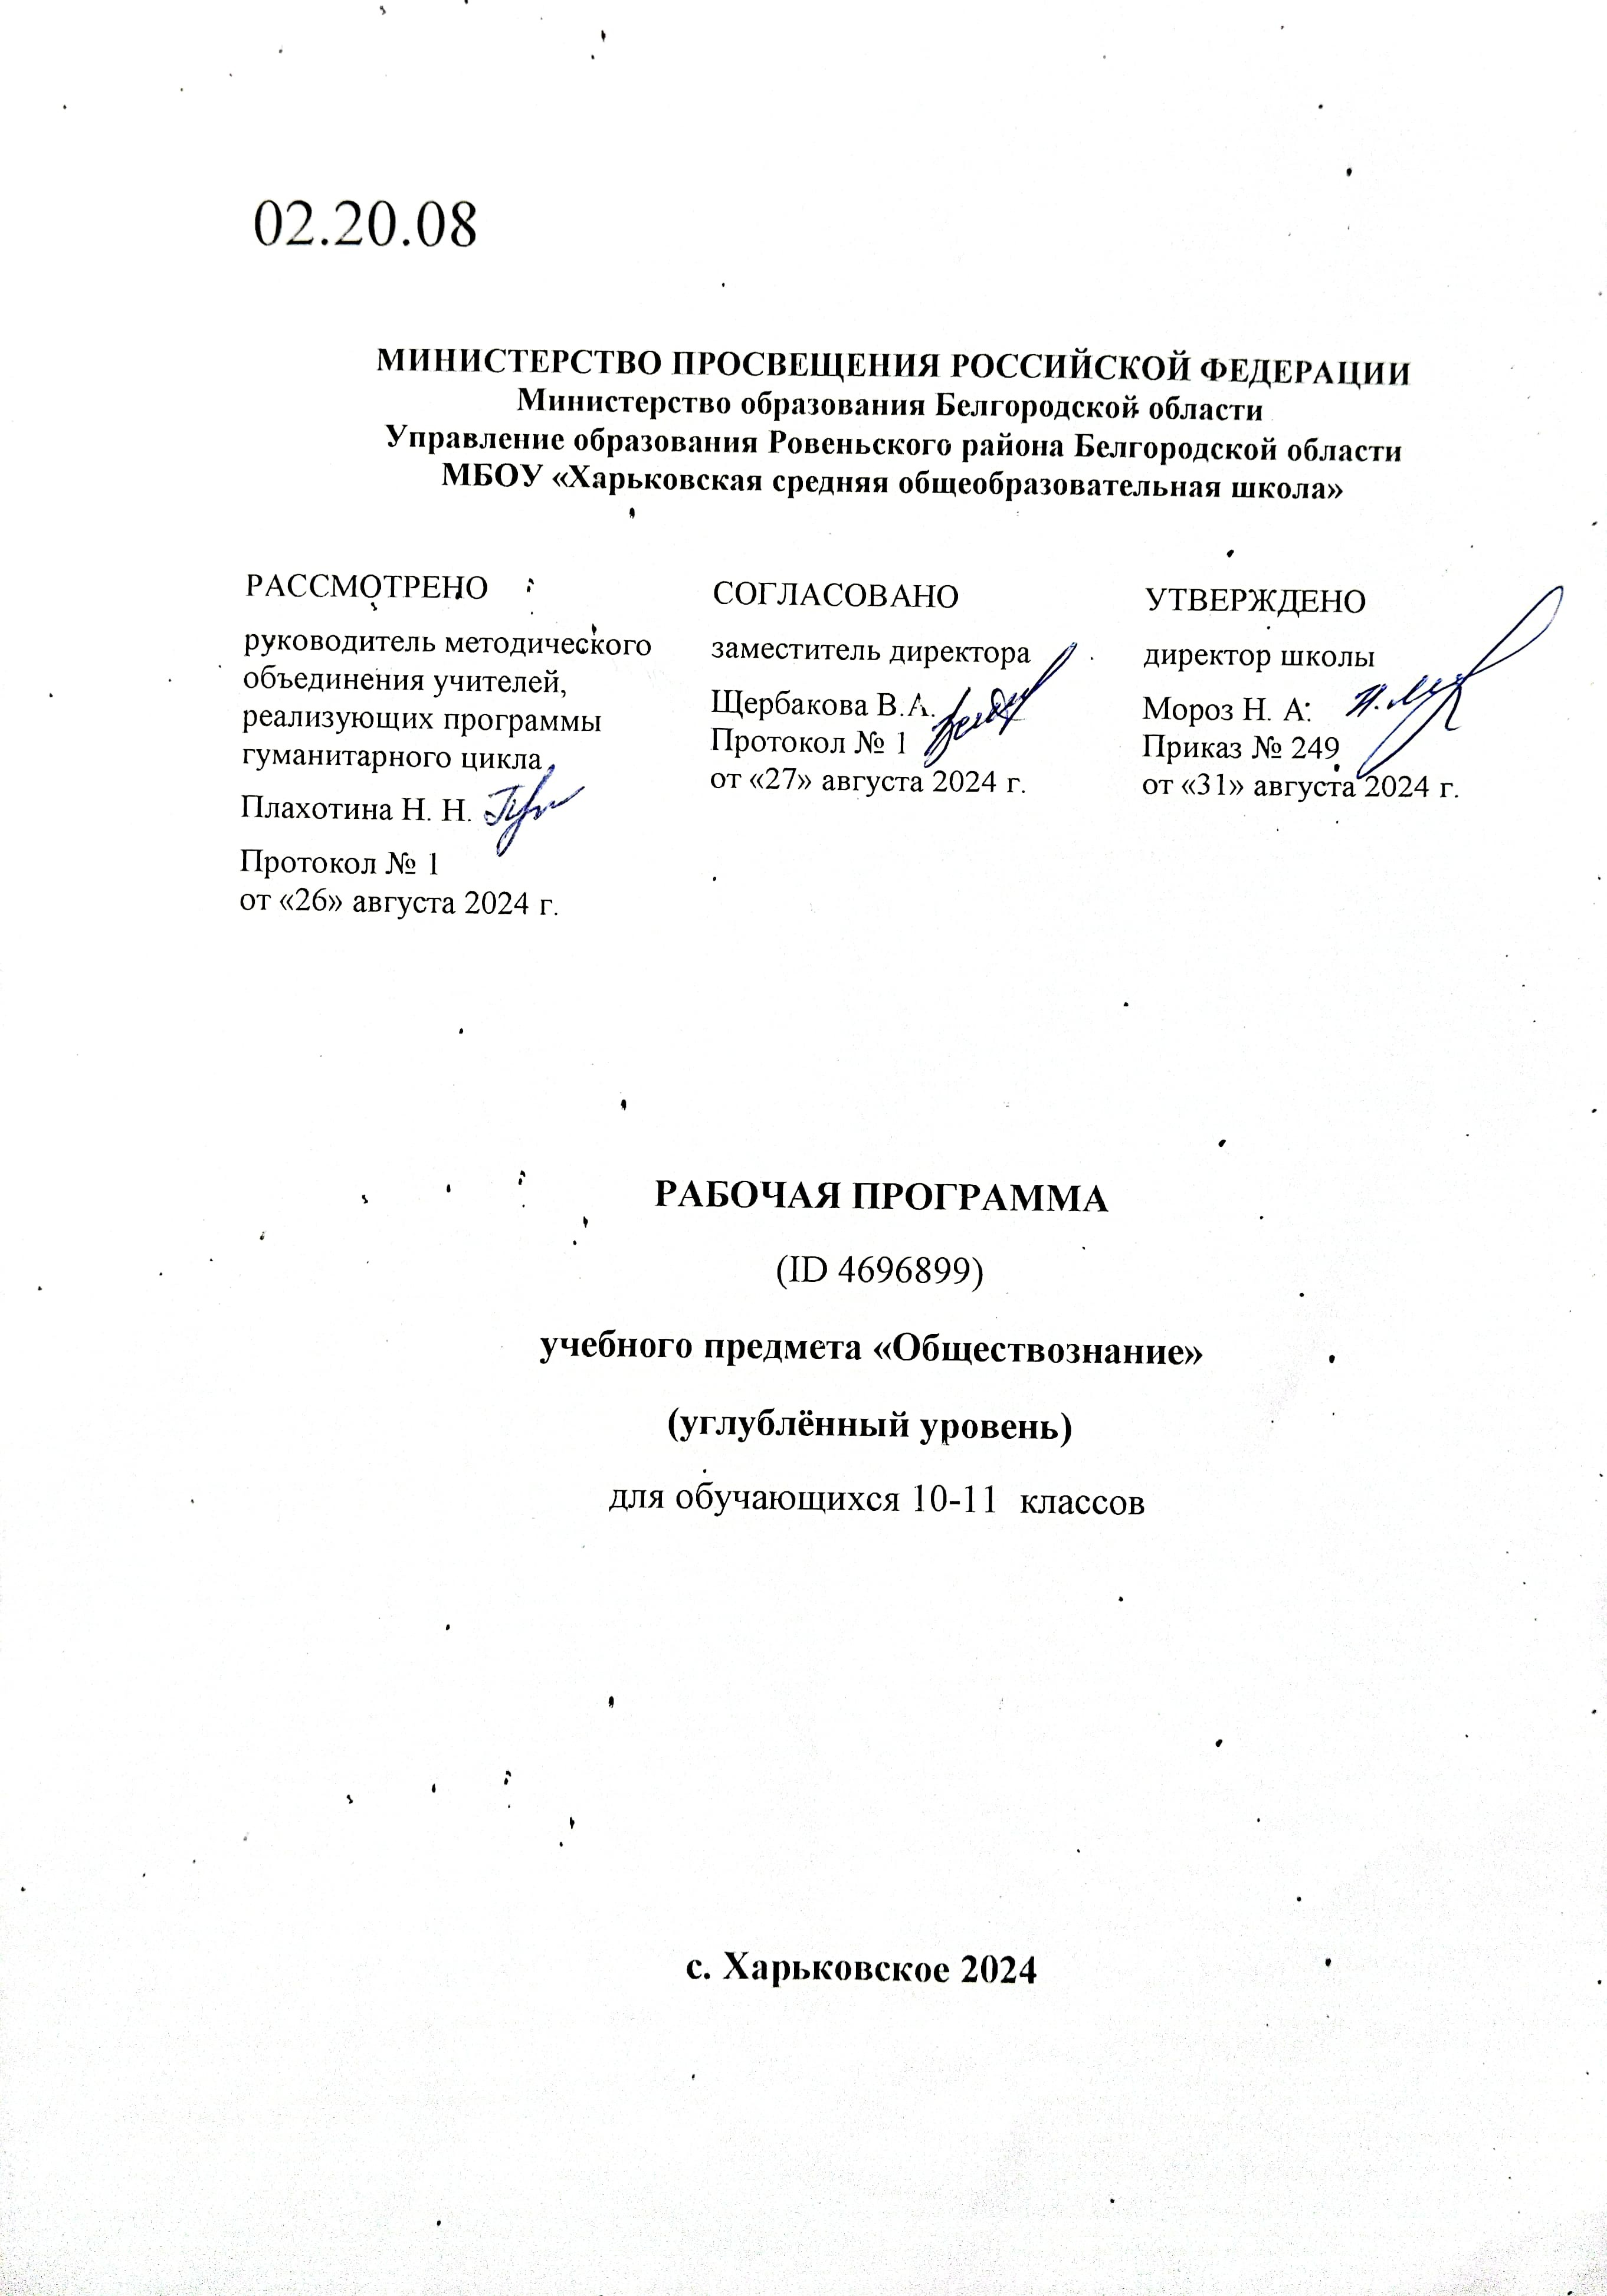 02.20.08
МИНИСТЕРСТВО ПРОСВЕЩЕНИЯ РОССИЙСКОЙ ФЕДЕРАЦИИ
Министерство образования Белгородской области
Управление образования Ровеньского района Белгородской области
МБОУ «Харьковская средняя общеобразовательная школа»
РАССМОТРЕНО
руководитель методического
объединения учителей,
реализующих программы
гуманитарного цикла
Плахотина Н. Н.
Протокол № 1
от «26» августа 2024 г.
СОГЛАСОВАНО
заместитель директора
Щербакова В.А.
Протокол № 1
от «27» августа 2024 г.
УТВЕРЖДЕНО
директор школы
Мороз Н. А.
Приказ № 249
от «31» августа 2024 г.
РАБОЧАЯ ПРОГРАММА
(ID 4696899)
учебного предмета «Обществознание»
(углублённый уровень)
для обучающихся 10-11 классов
с. Харьковское 2024